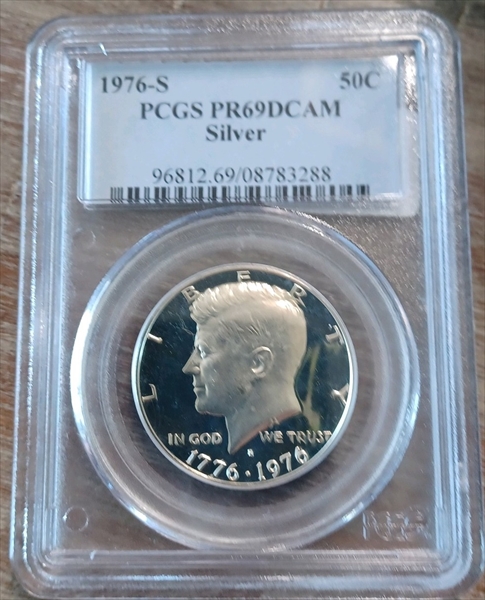 1976-S 50C
PCGS PR69DCAM
Silver
96812.69/08783288
LIBERTY
IN GOD WE TRUST
S
1776 · 1976